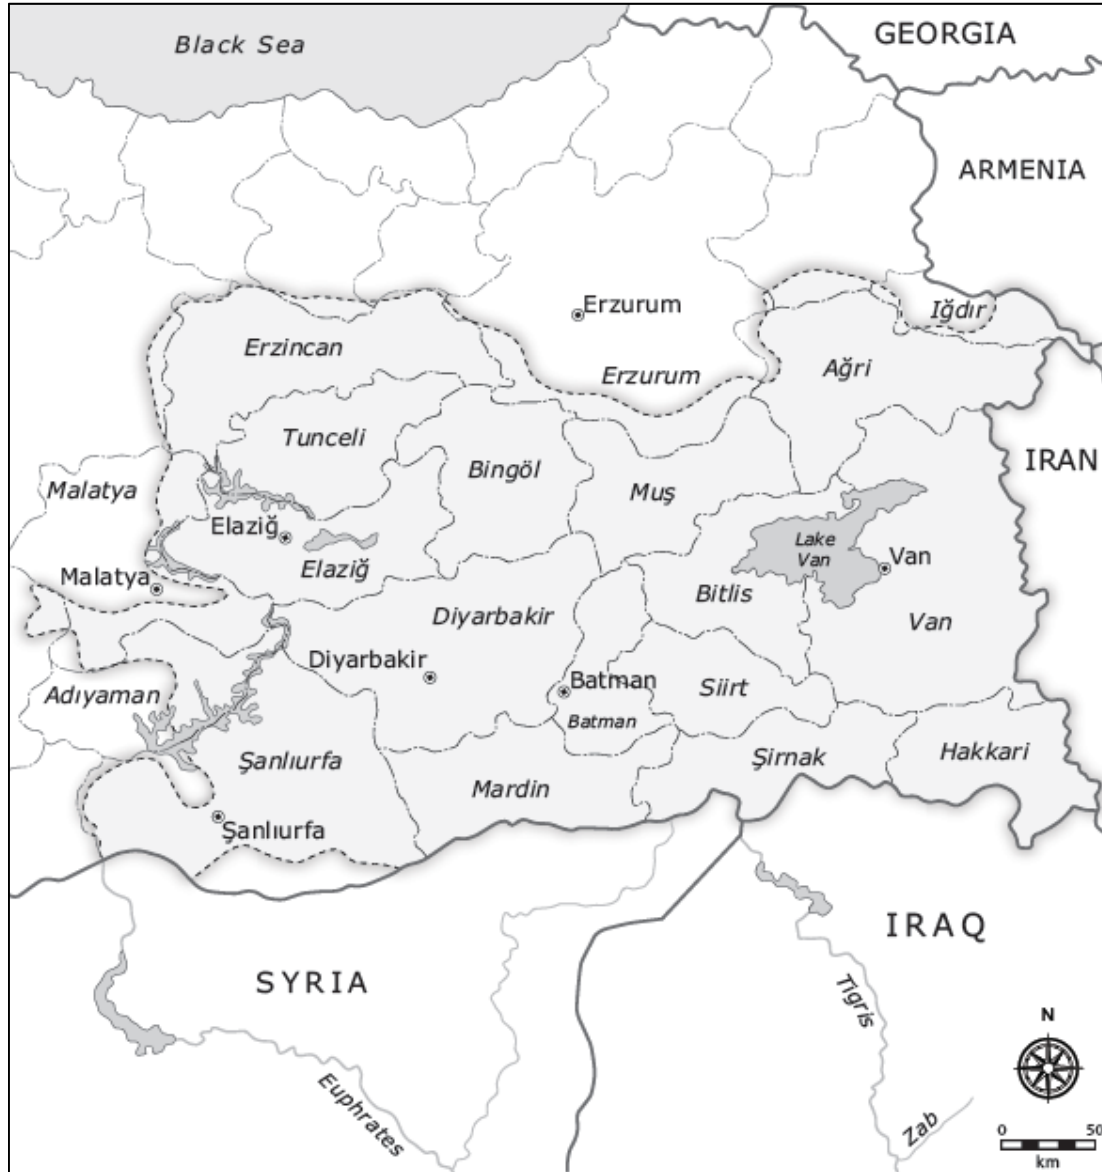 Black Sea
GEORGIA
ARMENIA
Erzurum
Iğdır
Erzincan
Erzurum
Ağri
Tunceli
Bingöl
IRAN
Malatya
Muş
Elaziğ
Lake
Van
Van
Elaziğ
Malatya
Bitlis
Diyarbakir
Van
Diyarbakir
Adıyaman
Batman
Siirt
Batman
Şanlıurfa
Şirnak
Hakkari
Mardin
Şanlıurfa
IRAQ
SYRIA
Tigris
N
Euphrates
Zab
0 50
km